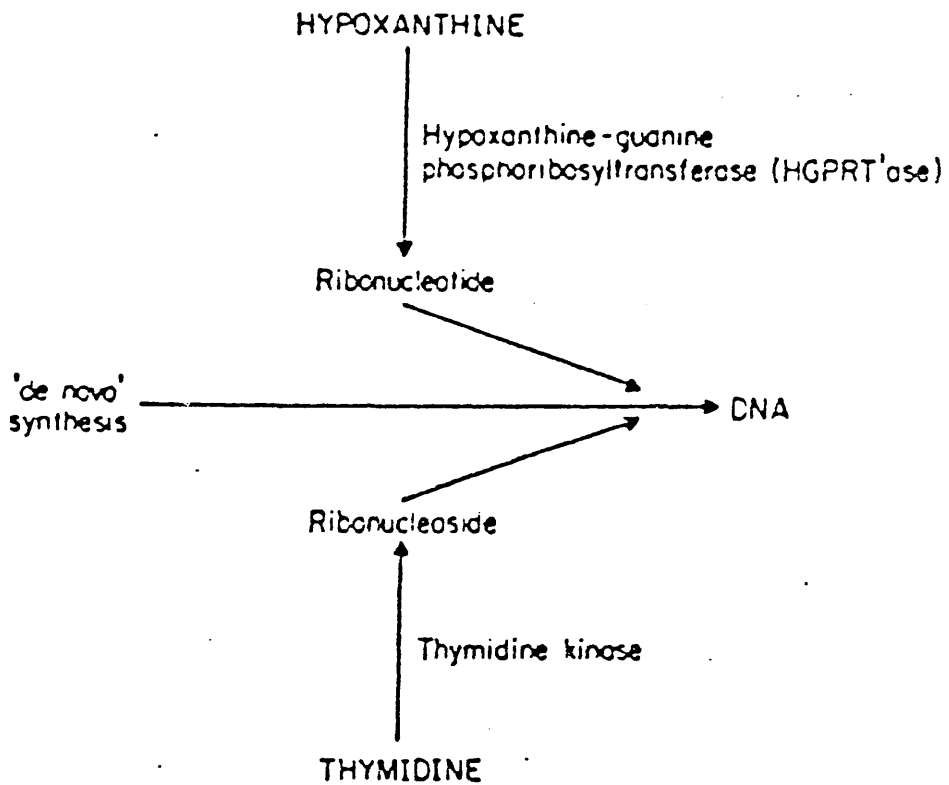 HYPOXANTHINE
Hypoxanthine-guanine
phosphoribosyltransferase (HGPRT'ase)
Ribonucleotide
'de novo'
synthesis
DNA
Ribonucleoside
Thymidine kinase
THYMIDINE